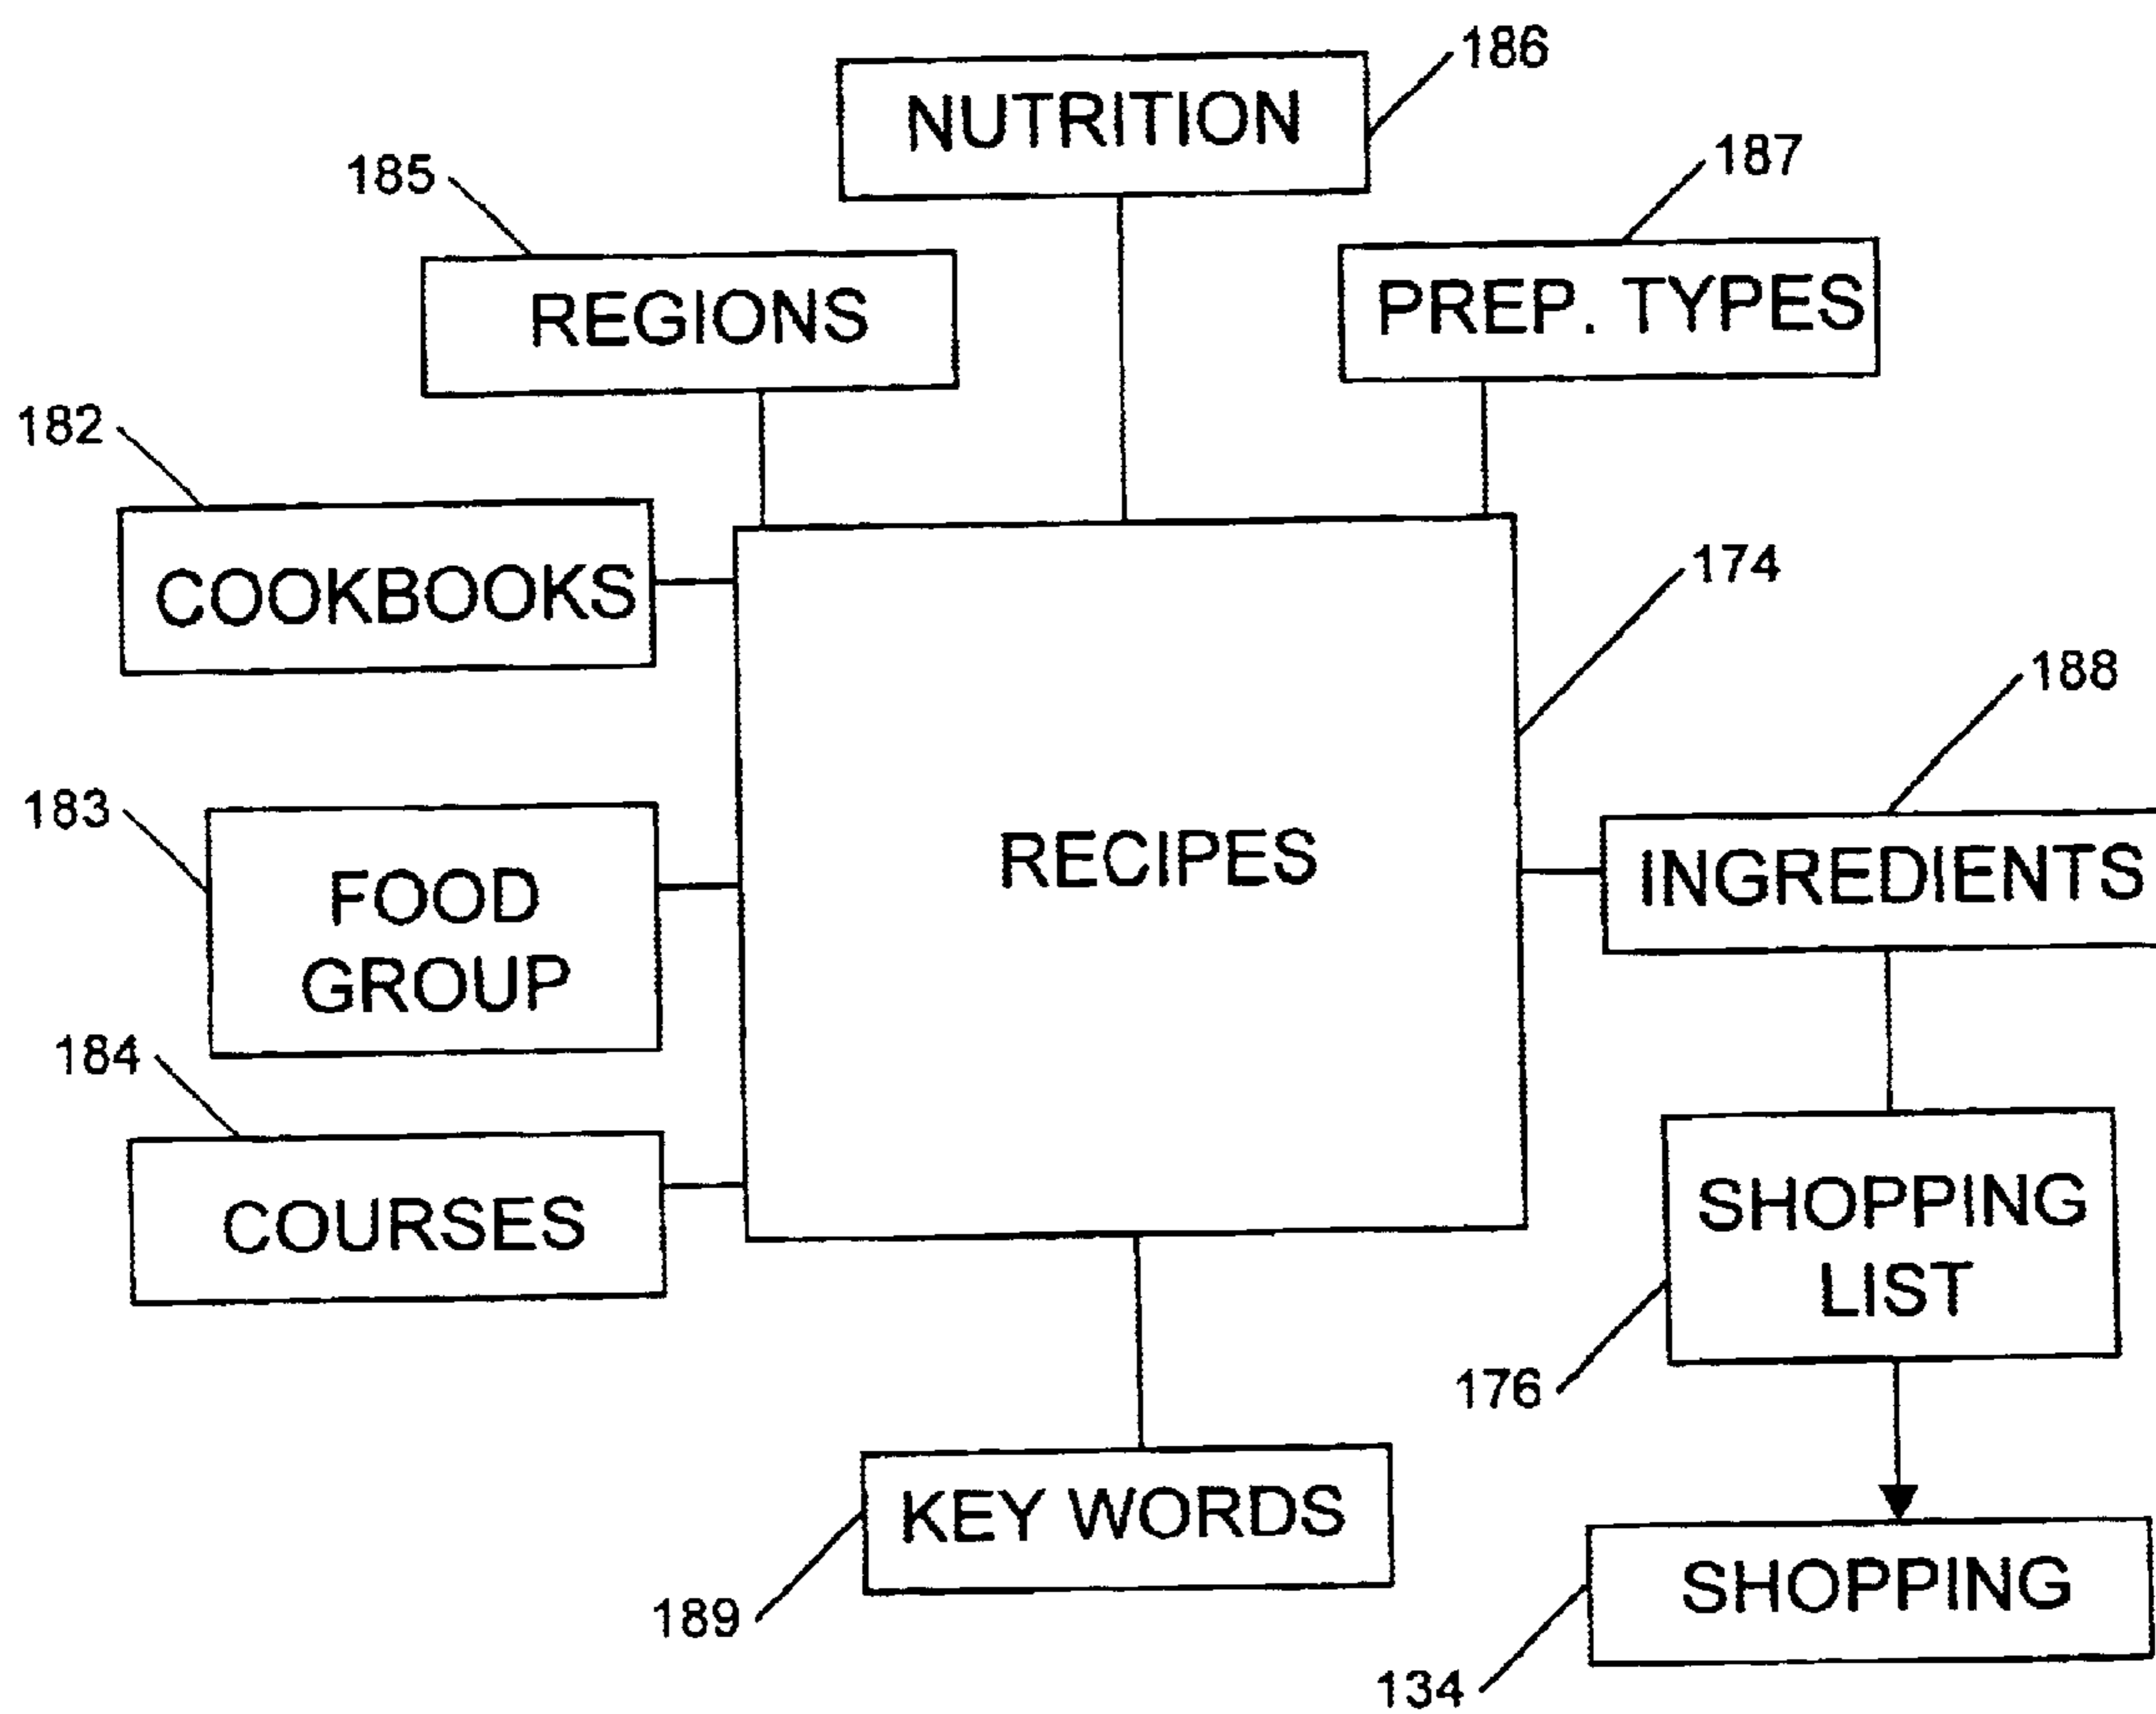 186
NUTRITION
187
185
REGIONS
PREP. TYPES
182
COOKBOOKS
174
188
183
RECIPES
INGREDIENTS
FOOD
GROUP
184
COURSES
SHOPPING
LIST
176
KEY WORDS
SHOPPING
189
134